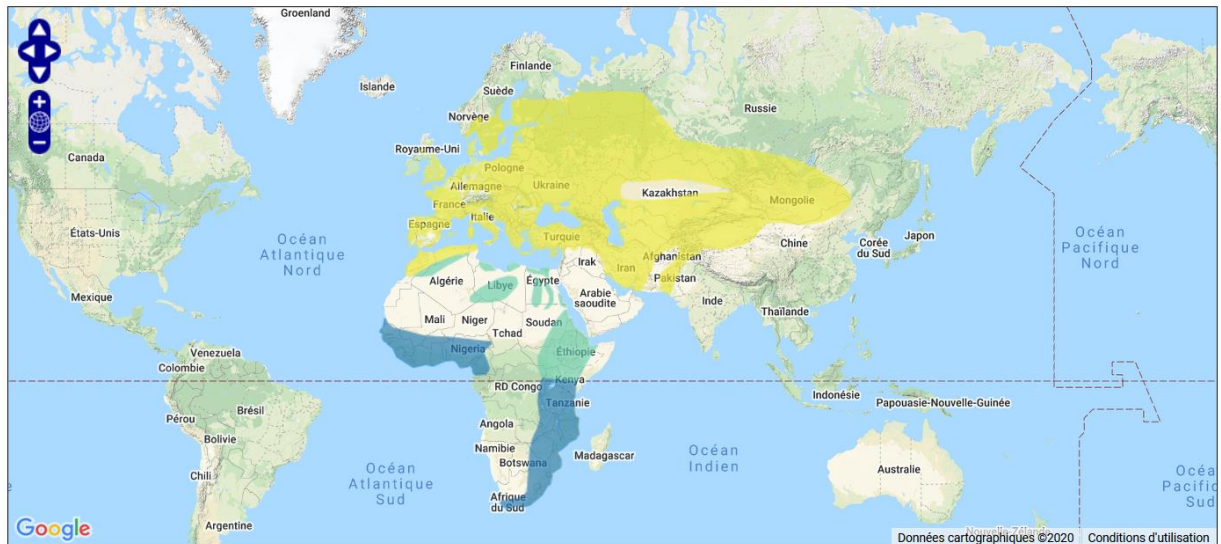 Groenland
Finlande
Islande
Suède
Russie
Norvège
Canada
Royaume-Uni
Pologne
Allemagne
Ukraine
Kazakhstan
Mongolie
France
Italie
Espagne
États-Unis
Océan
Atlantique
Nord
Turquie
Chine
Corée
du Sud
Japon
Océan
Pacifique
Nord
Irak
Iran
Afghanistan
Pakistan
Algérie
Libye
Égypte
Arabie
saoudite
Inde
Mexique
Mali
Niger
Tchad
Soudan
Thaïlande
Venezuela
Colombie
Nigeria
Éthiopie
Kenya
RD Congo
Tanzanie
Indonésie
Papouasie-Nouvelle-Guinée
Pérou
Brésil
Bolivie
Angola
Namibie
Botswana
Madagascar
Océan
Indien
Australie
Chili
Océan
Atlantique
Sud
Afrique
du Sud
Océa
Pacific
Sud
Argentine
Nouvelle-Zélande
Google
Données cartographiques ©2020 Conditions d'utilisation